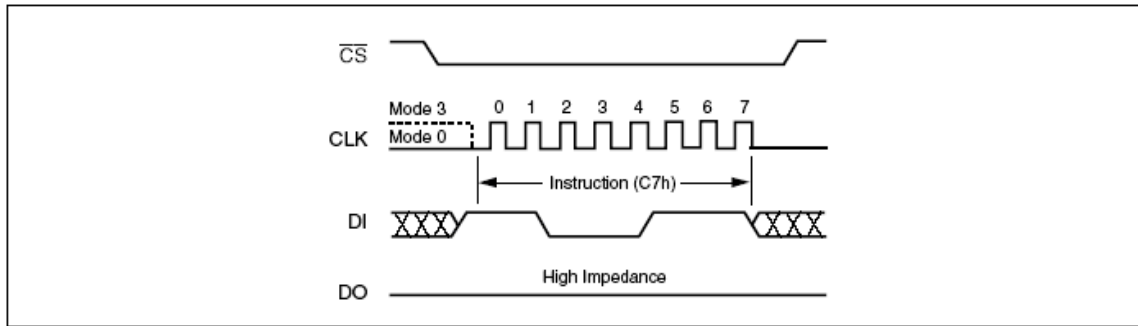 CS
Mode 3 0 1 2 3 4 5 6 7
CLK Mode 0
Instruction (C7h)
DI
High Impedance
DO